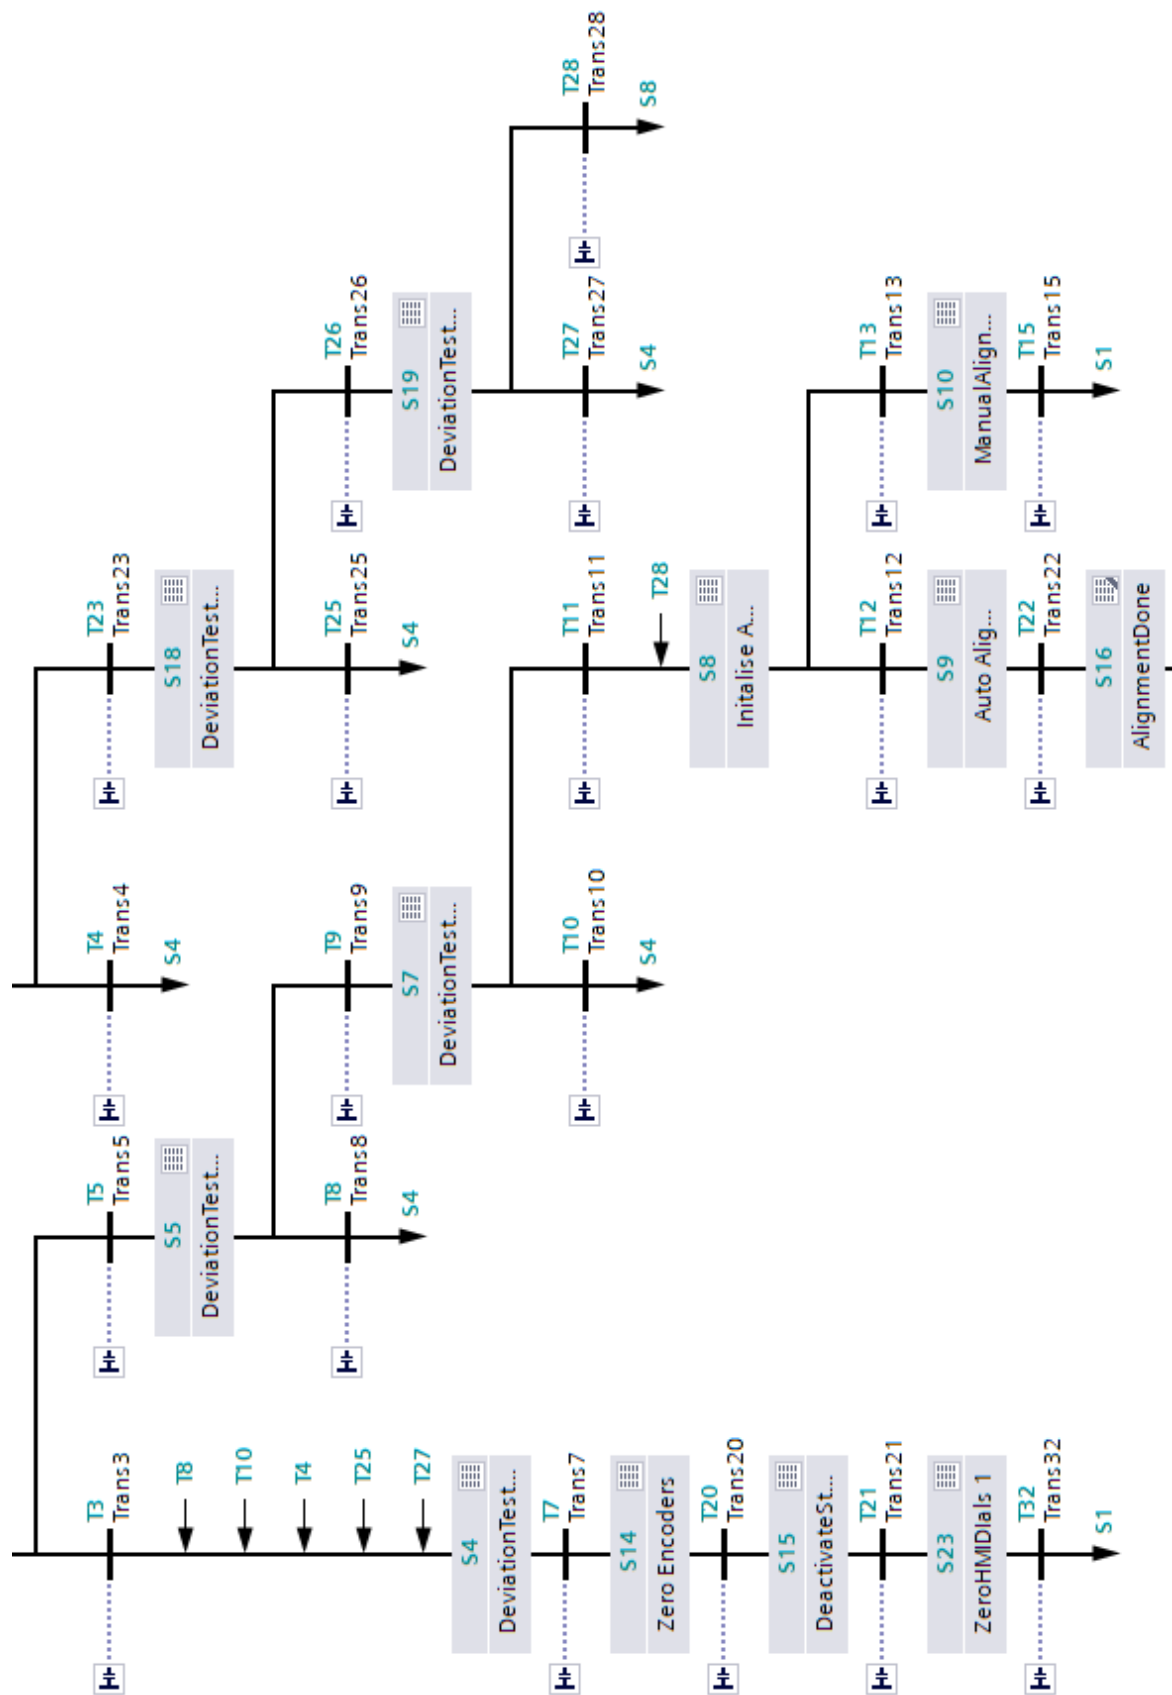 T3
Trans3
T8
T10
T4
T25
T27
S4
DeviationTest...
T7
Trans7
S14
Zero Encoders
T20
Trans20
S15
DeactivateSt...
T21
Trans21
S23
ZeroHMIDIals 1
T32
Trans32
S1
T5
Trans5
S5
DeviationTest...
T8
Trans8
S4
T4
Trans4
S4
T9
Trans9
S7
DeviationTest...
T10
Trans10
S4
T23
Trans23
S18
DeviationTest...
T25
Trans25
S4
T11
Trans11
T28
S8
Initalise A...
T12
Trans12
S9
Auto Alig...
T22
Trans22
S16
AlignmentDone
T26
Trans26
S19
DeviationTest...
T27
Trans27
S4
T13
Trans13
S10
ManualAlign...
T15
Trans15
S1
T28
Trans28
S8